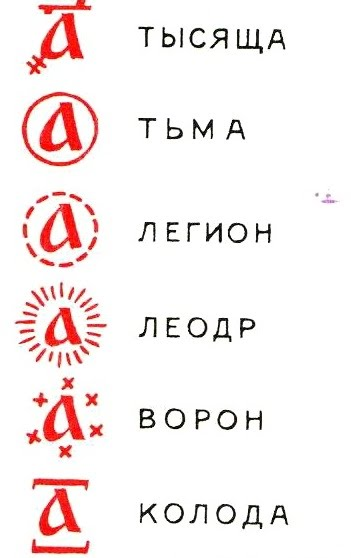 а ТЫСЯЩА
а ТЬМА
а ЛЕГИОН
а ЛЕОДР
а ВОРОН
а КОЛОДА